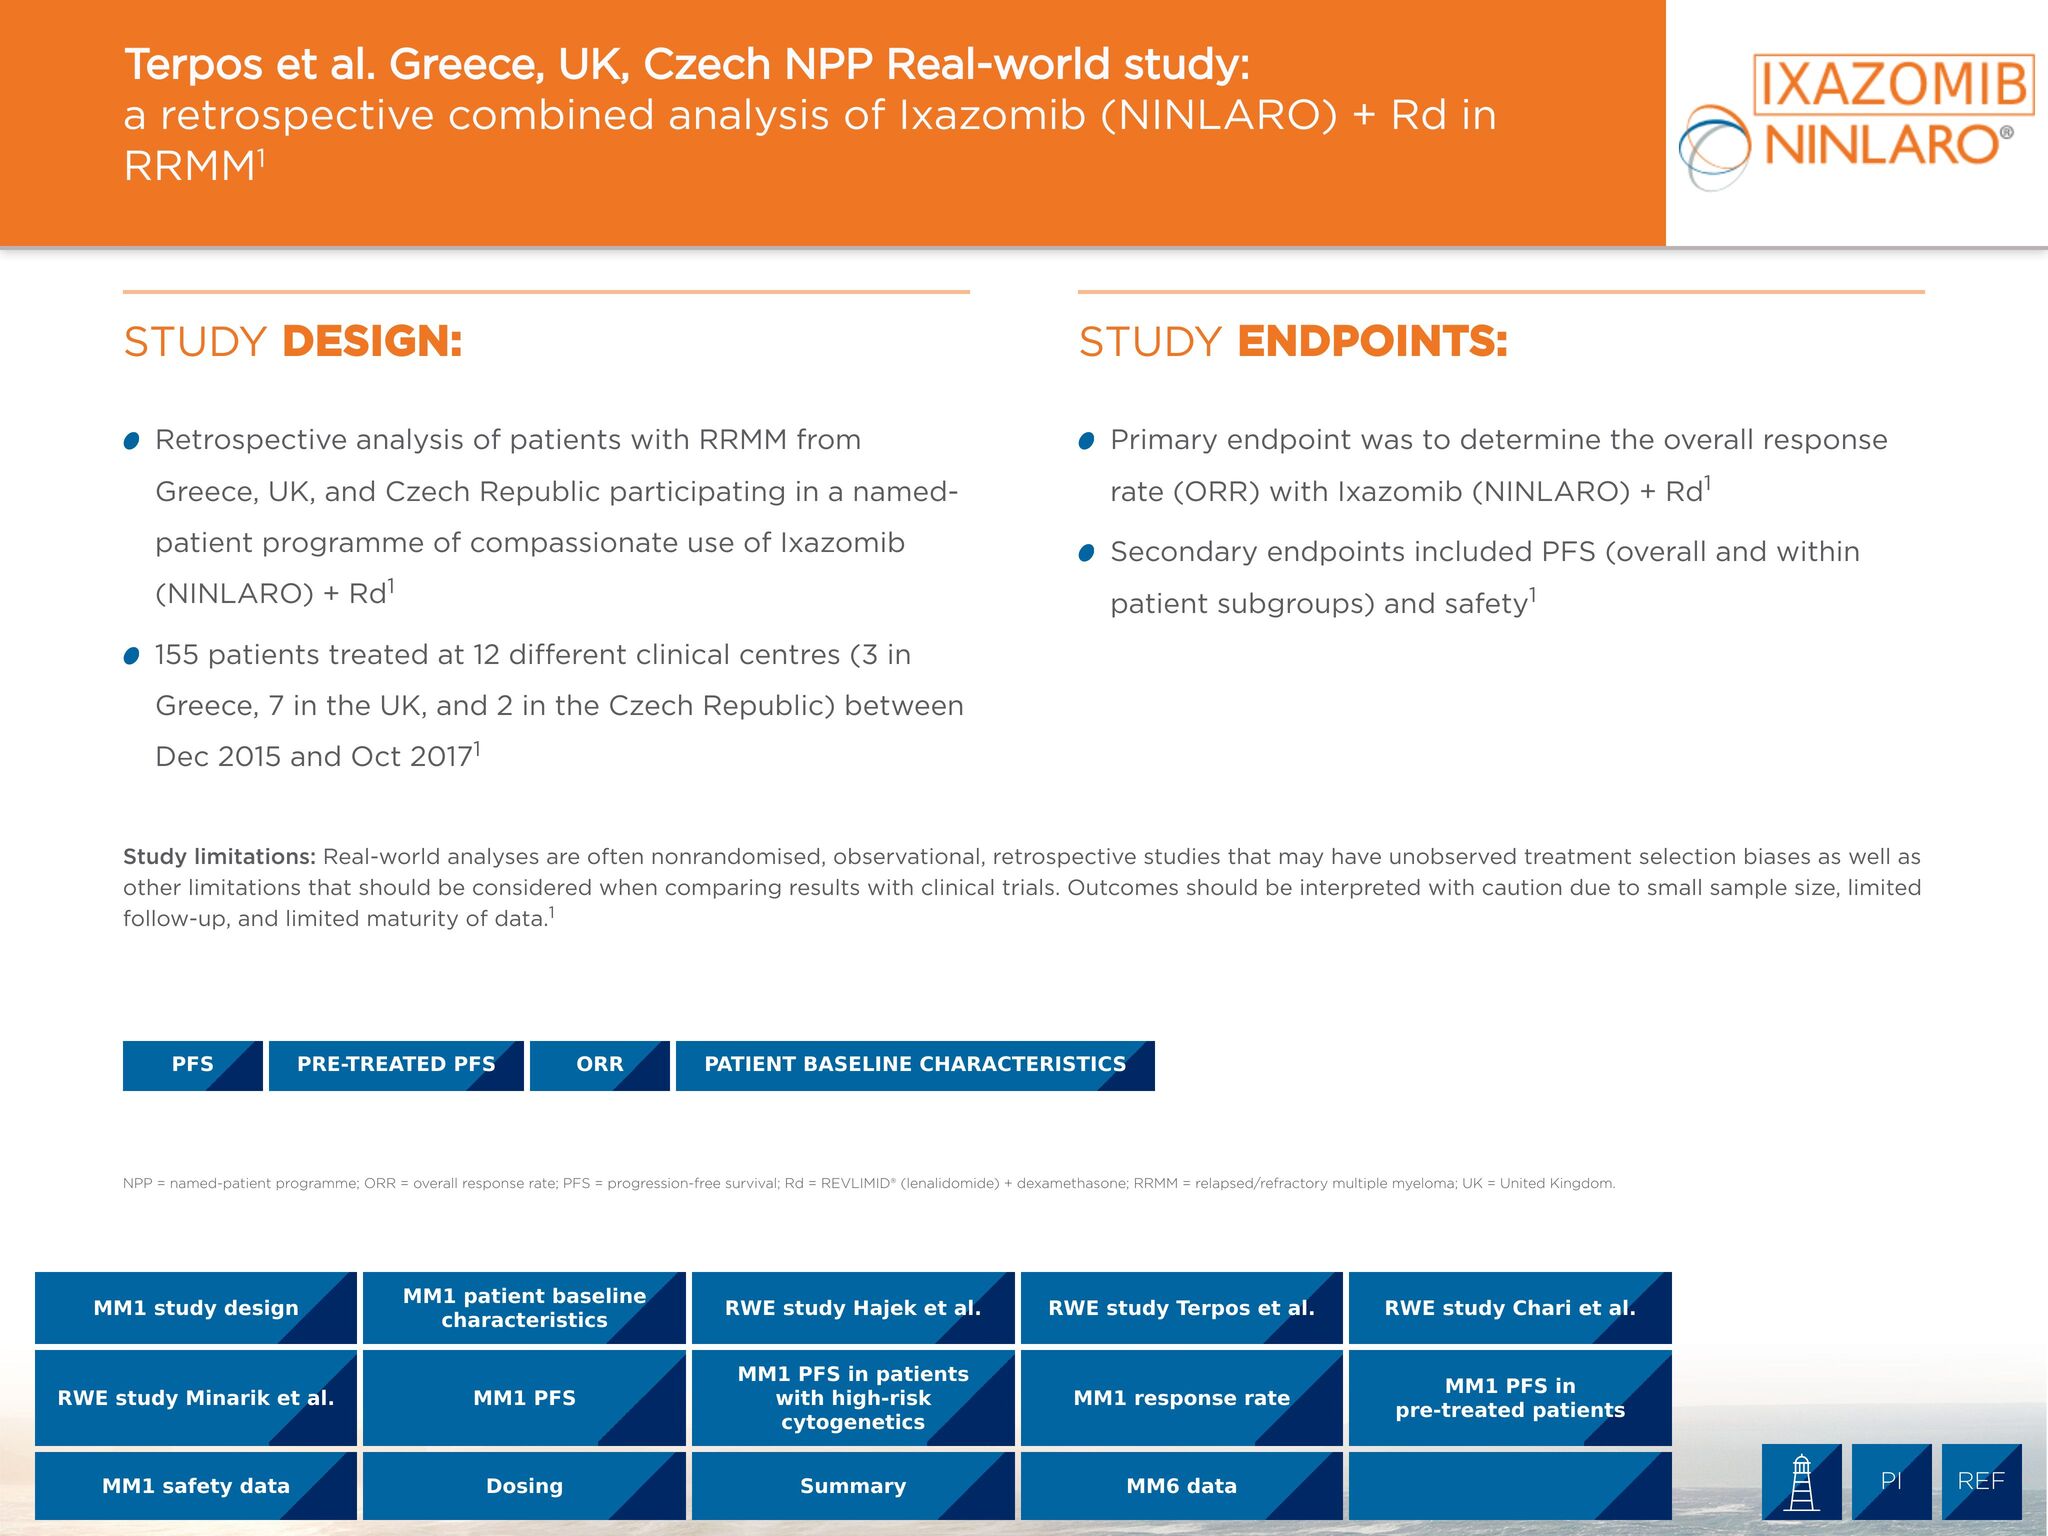 Terpos et al. Greece, UK, Czech NPP Real-world study:
a retrospective combined analysis of Ixazomib (NINLARO) + Rd in
RRMM¹
IXAZOMIB
NINLARO®
STUDY DESIGN:
Retrospective analysis of patients with RRMM from
Greece, UK, and Czech Republic participating in a named-
patient programme of compassionate use of Ixazomib
(NINLARO) + Rd¹
155 patients treated at 12 different clinical centres (3 in
Greece, 7 in the UK, and 2 in the Czech Republic) between
Dec 2015 and Oct 2017¹
STUDY ENDPOINTS:
Primary endpoint was to determine the overall response
rate (ORR) with Ixazomib (NINLARO) + Rd¹
Secondary endpoints included PFS (overall and within
patient subgroups) and safety¹
Study limitations: Real-world analyses are often nonrandomised, observational, retrospective studies that may have unobserved treatment selection biases as well as
other limitations that should be considered when comparing results with clinical trials. Outcomes should be interpreted with caution due to small sample size, limited
follow-up, and limited maturity of data.¹
PFS
PRE-TREATED PFS
ORR
PATIENT BASELINE CHARACTERISTICS
NPP = named-patient programme; ORR = overall response rate; PFS = progression-free survival; Rd = REVLIMID® (lenalidomide) + dexamethasone; RRMM = relapsed/refractory multiple myeloma; UK = United Kingdom.
MM1 study design
MM1 patient baseline
characteristics
RWE study Hajek et al.
RWE study Terpos et al.
RWE study Chari et al.
RWE study Minarik et al.
MM1 PFS
MM1 PFS in patients
with high-risk
cytogenetics
MM1 response rate
MM1 PFS in
pre-treated patients
MM1 safety data
Dosing
Summary
MM6 data
PI
REF